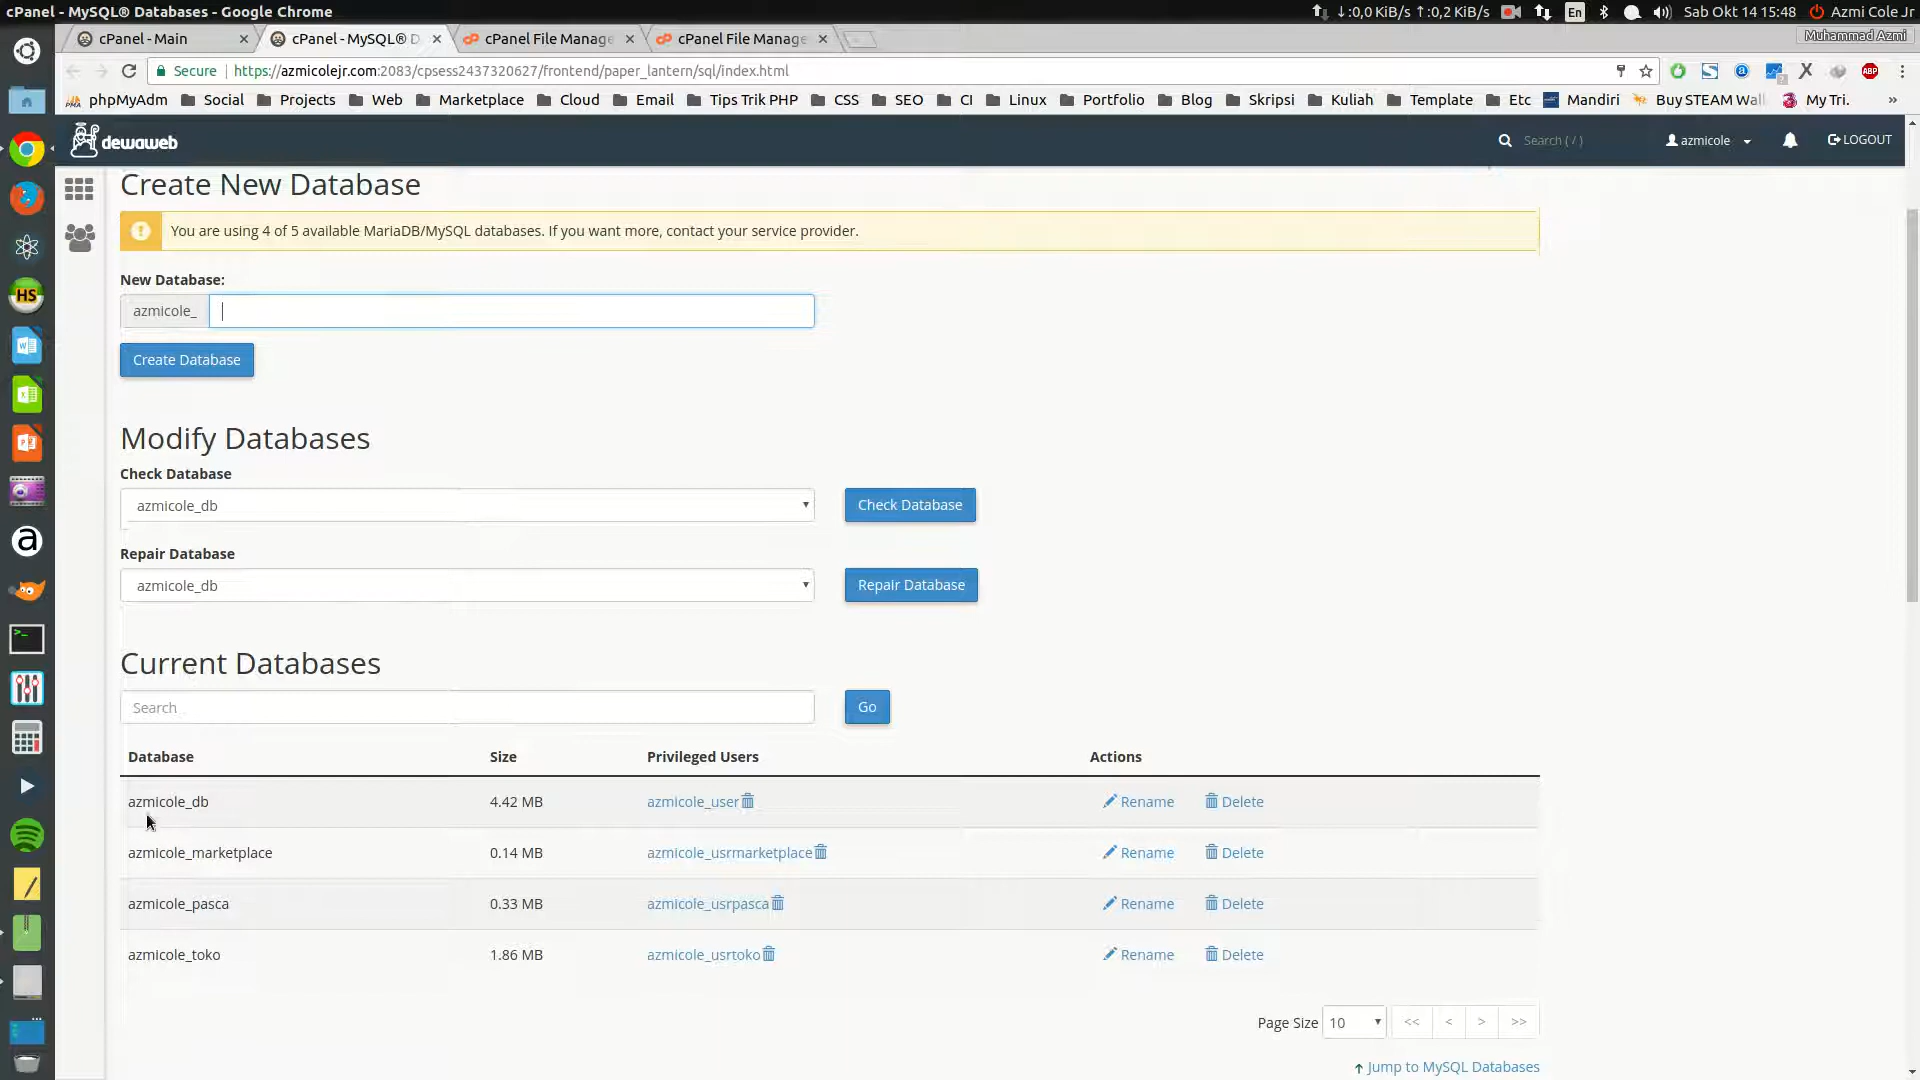 cPanel - MySQL® Databases - Google Chrome
↓:0,0 KiB/s ↑:0,2 KiB/s En Sab Okt 14 15:48 Azmi Cole Jr
cPanel - Main × cPanel - MySQL® D × cPanel File Manage × cPanel File Manage × Muhammad Azmi
Secure | https://azmicolejr.com:2083/cpsess2437320627/frontend/paper_lantern/sql/index.html
phpMyAdm Social Projects Web Marketplace Cloud Email Tips Trik PHP CSS SEO CI Linux Portfolio Blog Skripsi Kuliah Template Etc Mandiri Buy STEAM Wal My Tri. »
dewaweb Search ( / ) azmicole LOGOUT
Create New Database
You are using 4 of 5 available MariaDB/MySQL databases. If you want more, contact your service provider.
New Database:
azmicole_
Create Database
Modify Databases
Check Database
azmicole_db Check Database
Repair Database
azmicole_db Repair Database
Current Databases
Search Go
Database Size Privileged Users Actions
azmicole_db 4.42 MB azmicole_user Rename Delete
azmicole_marketplace 0.14 MB azmicole_usrmarketplace Rename Delete
azmicole_pasca 0.33 MB azmicole_usrpasca Rename Delete
azmicole_toko 1.86 MB azmicole_usrtoko Rename Delete
Page Size 10 << < > >>
Jump to MySQL Databases